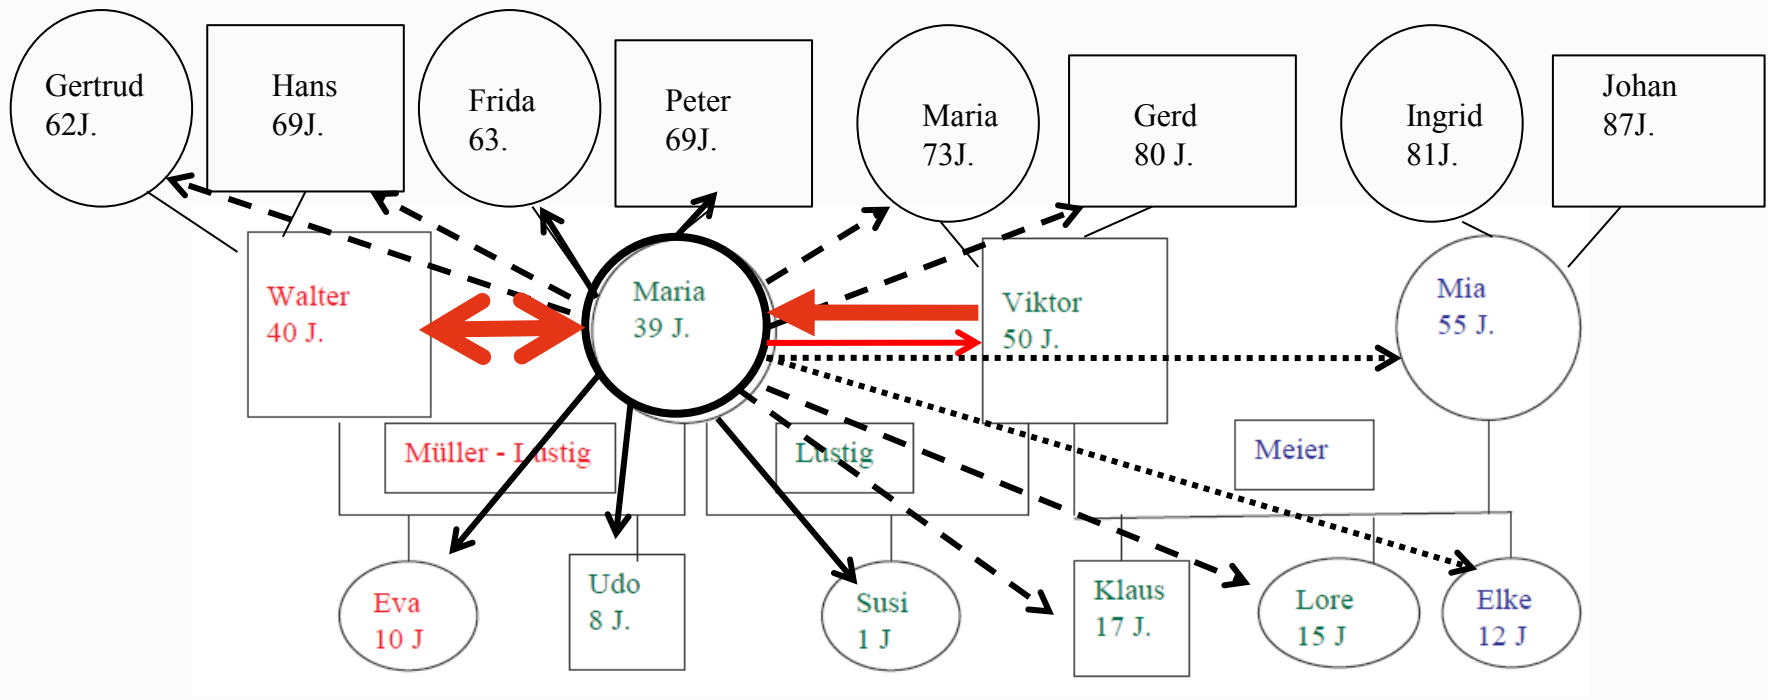 Gertrud
62J.
Hans
69J.
Frida
63.
Peter
69J.
Maria
73J.
Gerd
80 J.
Ingrid
81J.
Johan
87J.
Walter
40 J.
Maria
39 J.
Viktor
50 J.
Mia
55 J.
Müller - Lustig
Lustig
Meier
Eva
10 J
Udo
8 J.
Susi
1 J
Klaus
17 J.
Lore
15 J
Elke
12 J